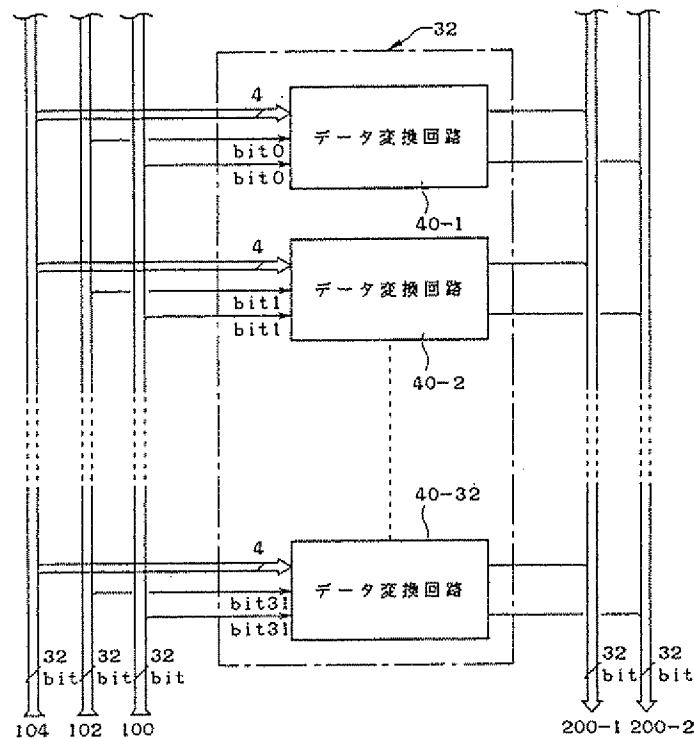 32
4
データ変換回路
bit0
bit0
40-1
4
データ変換回路
bit1
bit1
40-2
40-32
4
データ変換回路
bit31
bit31
32 32 32 32 32
bit bit bit bit bit
104 102 100 200-1 200-2